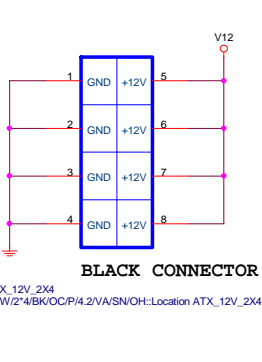 V12
1 GND +12V 5
2 GND +12V 6
3 GND +12V 7
4 GND +12V 8
BLACK CONNECTOR
X_12V_2X4
W/2*4/BK/OC/P/4.2/VA/SN/OH::Location ATX_12V_2X4